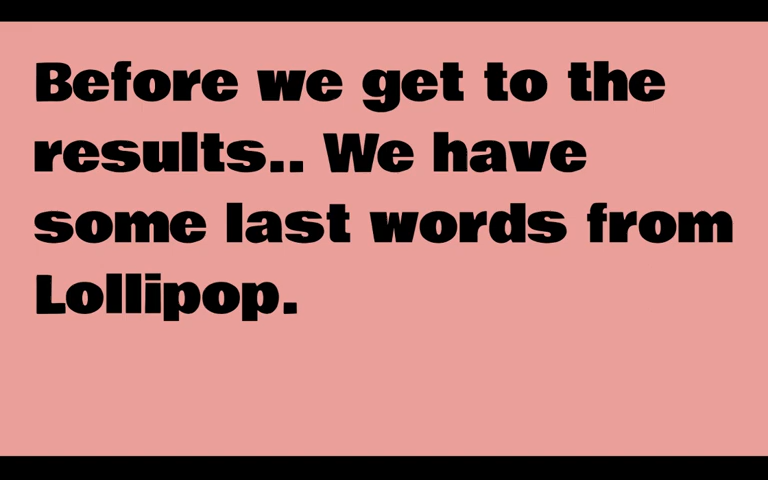 Before we get to the
results.. We have
some last words from
Lollipop.